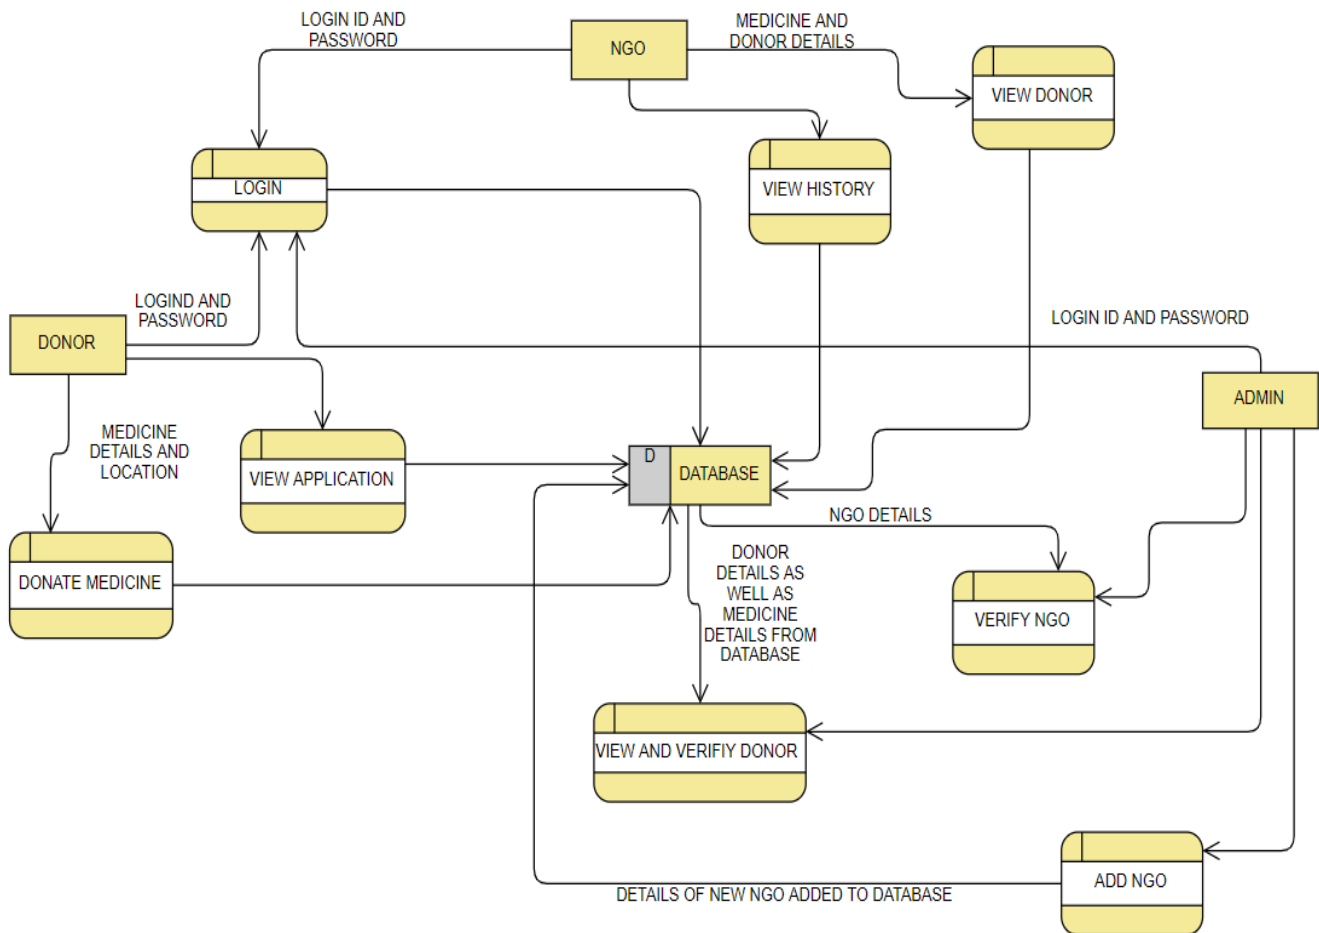 LOGIN ID AND
PASSWORD
NGO
MEDICINE AND
DONOR DETAILS
VIEW DONOR
LOGIN
VIEW HISTORY
LOGIND AND
PASSWORD
LOGIN ID AND PASSWORD
DONOR
ADMIN
MEDICINE
DETAILS AND
LOCATION
VIEW APPLICATION
D
DATABASE
NGO DETAILS
DONATE MEDICINE
DONOR
DETAILS AS
WELL AS
MEDICINE
DETAILS FROM
DATABASE
VERIFY NGO
VIEW AND VERIFIY DONOR
ADD NGO
DETAILS OF NEW NGO ADDED TO DATABASE